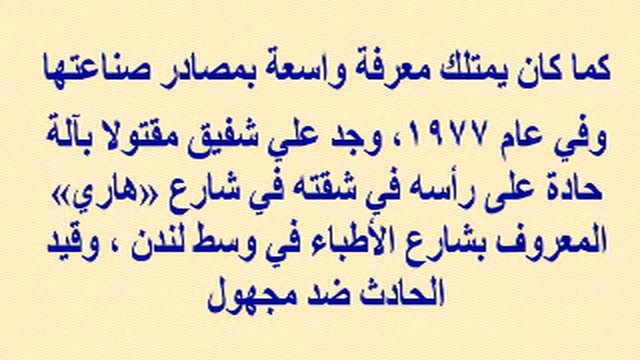 كما كان يمتلك معرفة واسعة بمصادر صناعتها
وفي عام ١٩٧٧، وجد علي شفيق مقتولا بآلة
حادة على رأسه في شقته في شارع «هاري»
المعروف بشارع الأطباء في وسط لندن ، وقيد
الحادث ضد مجهول